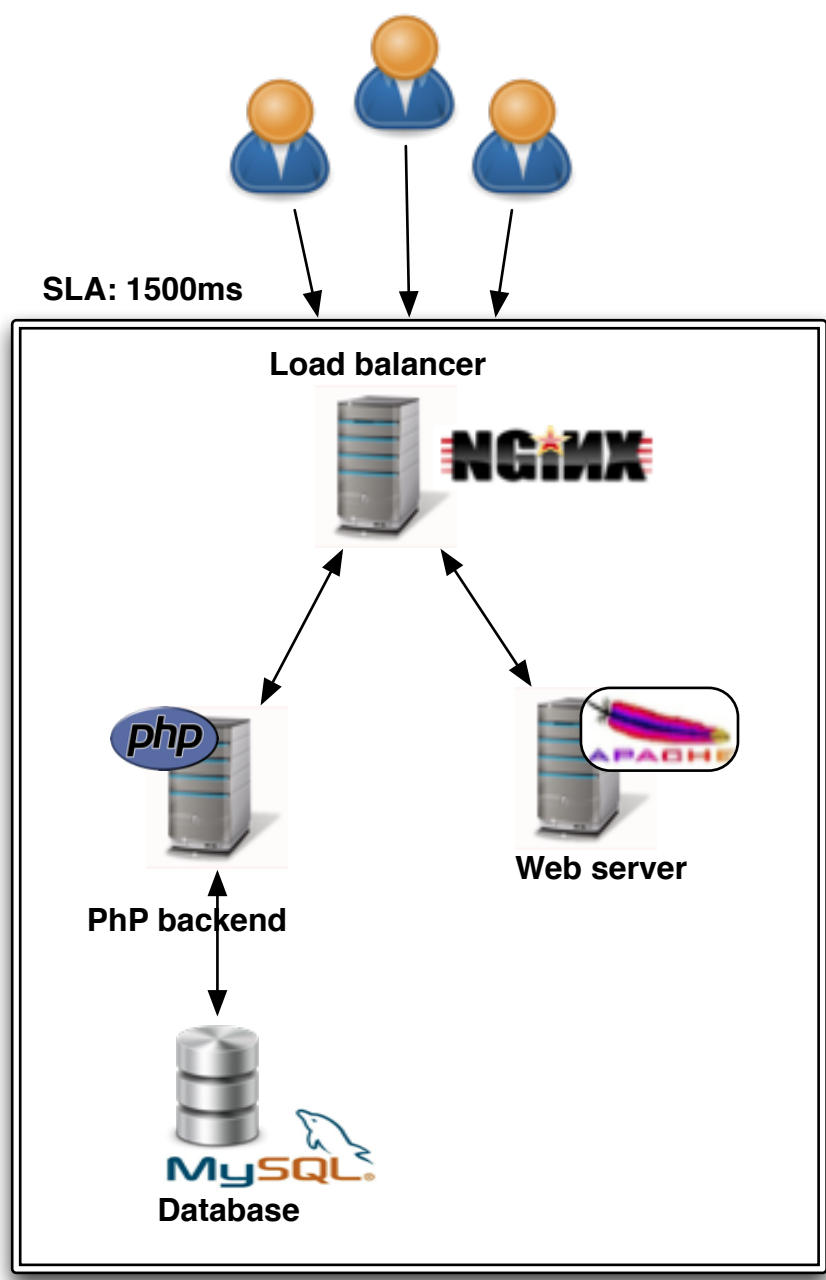 SLA: 1500ms
Load balancer
NGiNX
php
APACHE
Web server
PhP backend
MySQL®
Database